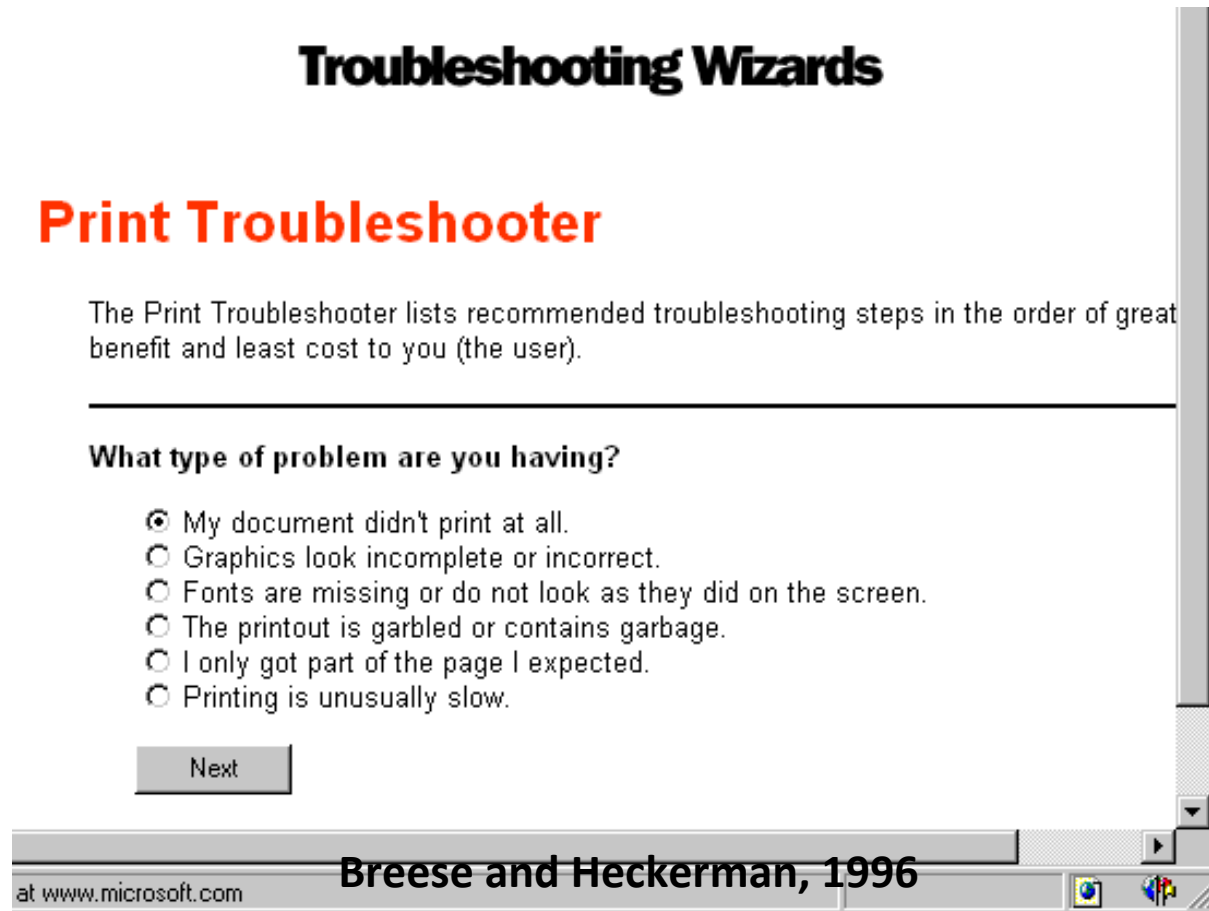 Troubleshooting Wizards
Print Troubleshooter
The Print Troubleshooter lists recommended troubleshooting steps in the order of great
benefit and least cost to you (the user).
What type of problem are you having?
My document didn't print at all.
Graphics look incomplete or incorrect.
Fonts are missing or do not look as they did on the screen.
The printout is garbled or contains garbage.
I only got part of the page I expected.
Printing is unusually slow.
Next
Breese and Heckerman, 1996
at www.microsoft.com